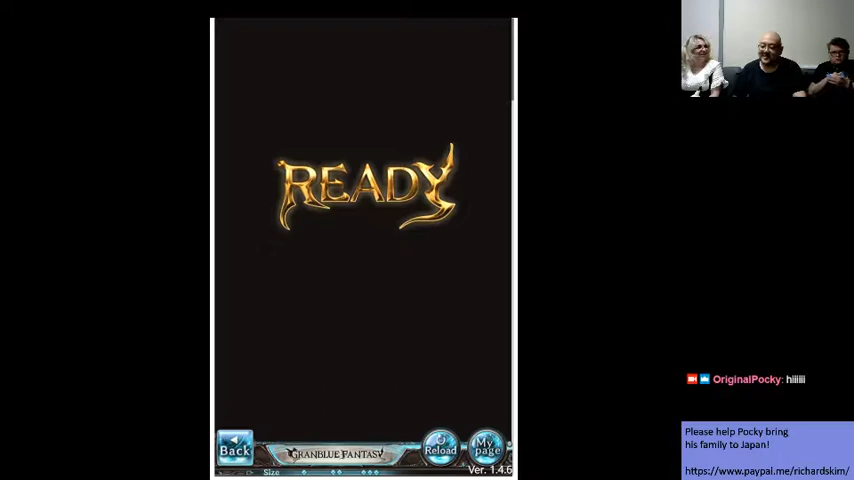 READY
OriginalPocky: hiiiiii
Please help Pocky bring
his family to Japan!
https://www.paypal.me/richardskim/
Back
GRANBLUE FANTASY
Reload
My
page
Size
Ver. 1.4.6